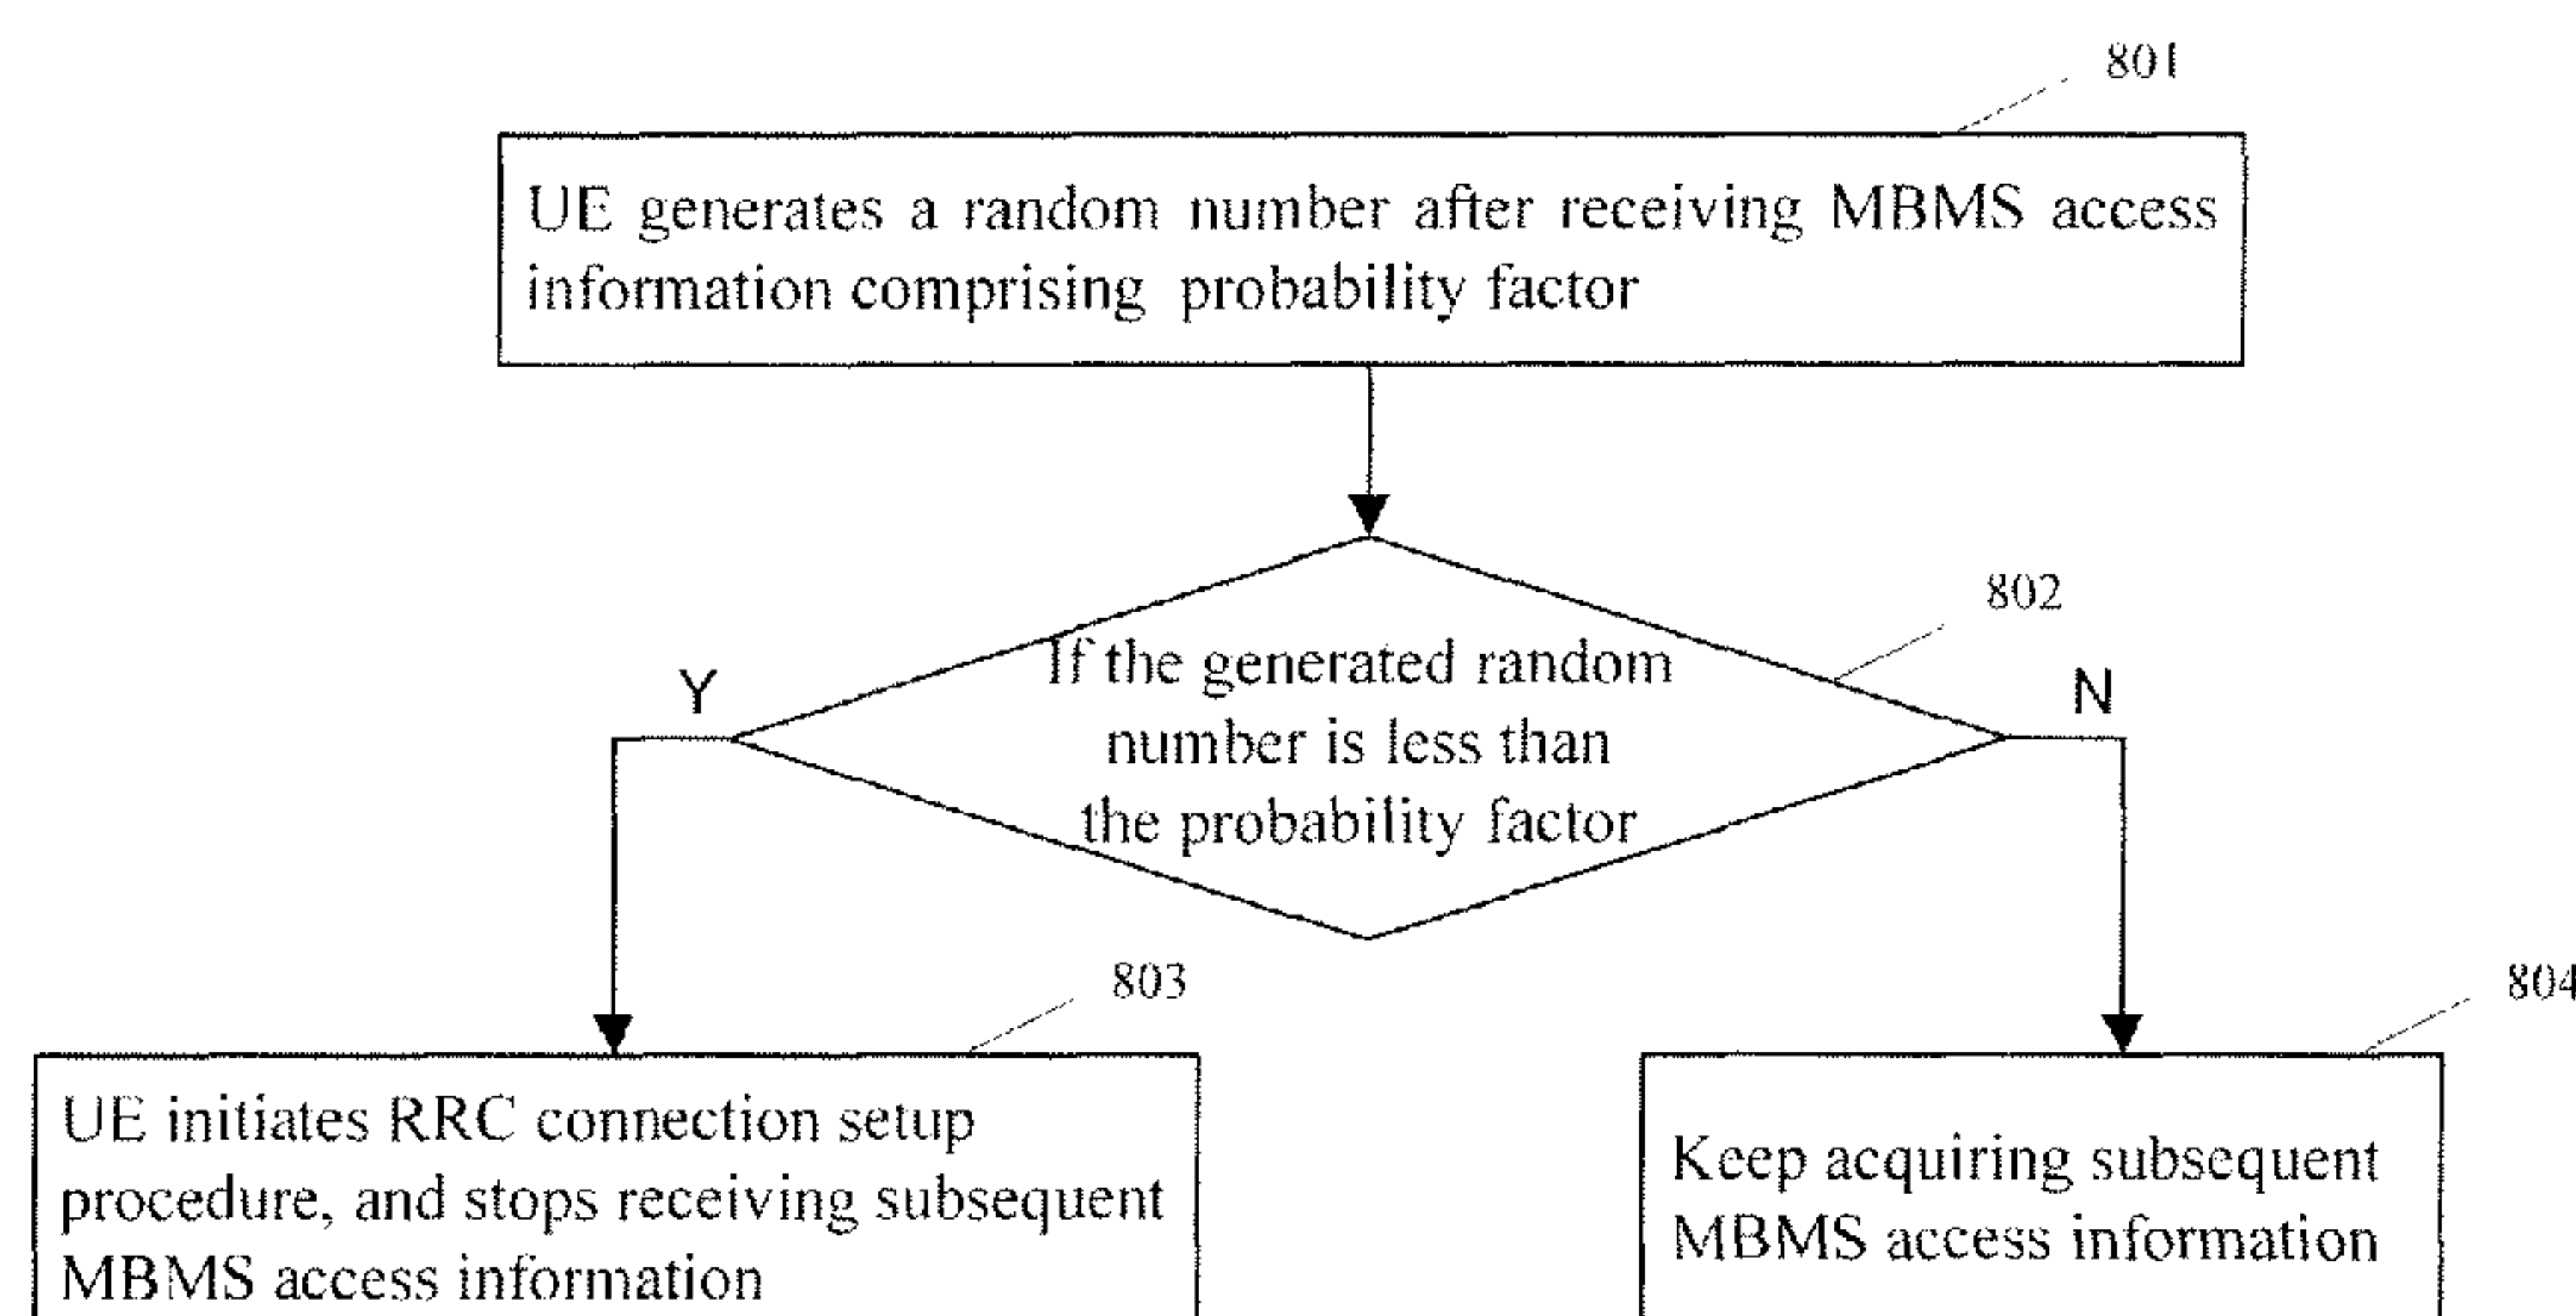 801
UE generates a random number after receiving MBMS access
information comprising probability factor
802
Y
N
If the generated random
number is less than
the probability factor
803
804
UE initiates RRC connection setup
procedure, and stops receiving subsequent
MBMS access information
Keep acquiring subsequent
MBMS access information